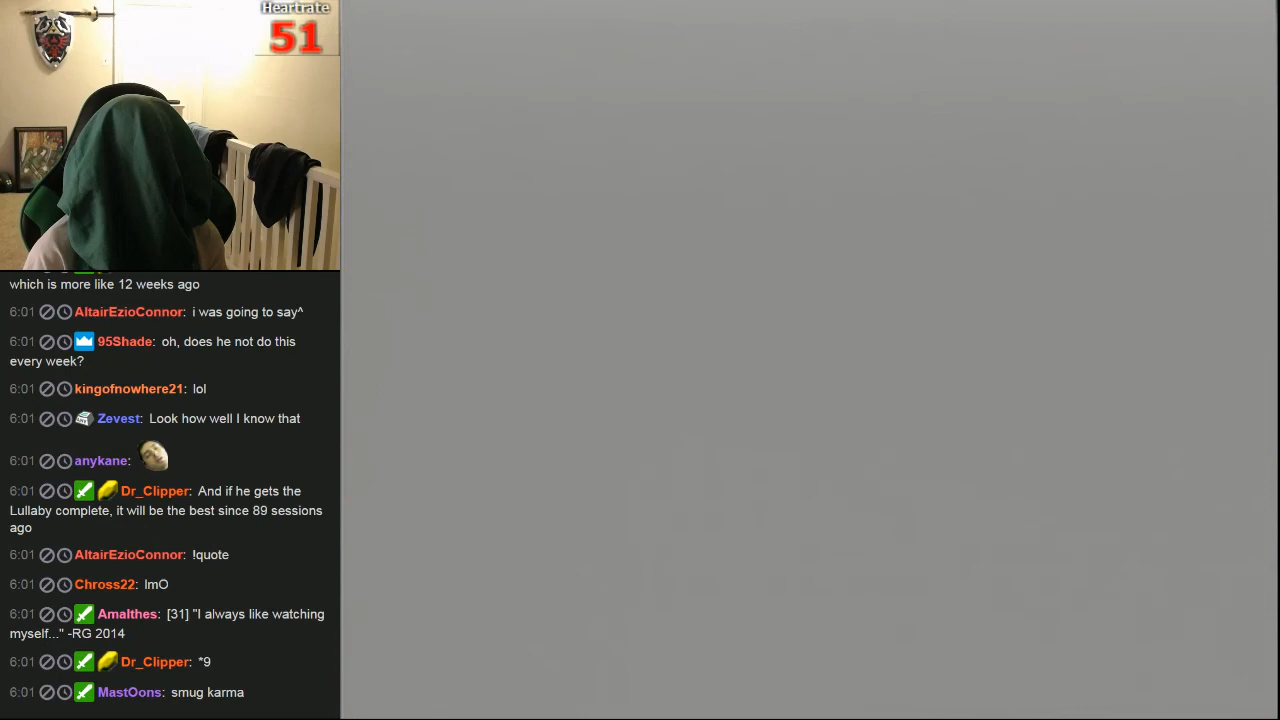 Heartrate
51
which is more like 12 weeks ago
6:01 AltairEzioConnor: i was going to say^
6:01 95Shade: oh, does he not do this
every week?
6:01 kingofnowhere21: lol
6:01 Zevest: Look how well I know that
6:01 anykane:
6:01 Dr_Clipper: And if he gets the
Lullaby complete, it will be the best since 89 sessions
ago
6:01 AltairEzioConnor: !quote
6:01 Chross22: lmO
6:01 Amalthes: [31] "I always like watching
myself..." -RG 2014
6:01 Dr_Clipper: *9
6:01 MastOons: smug karma